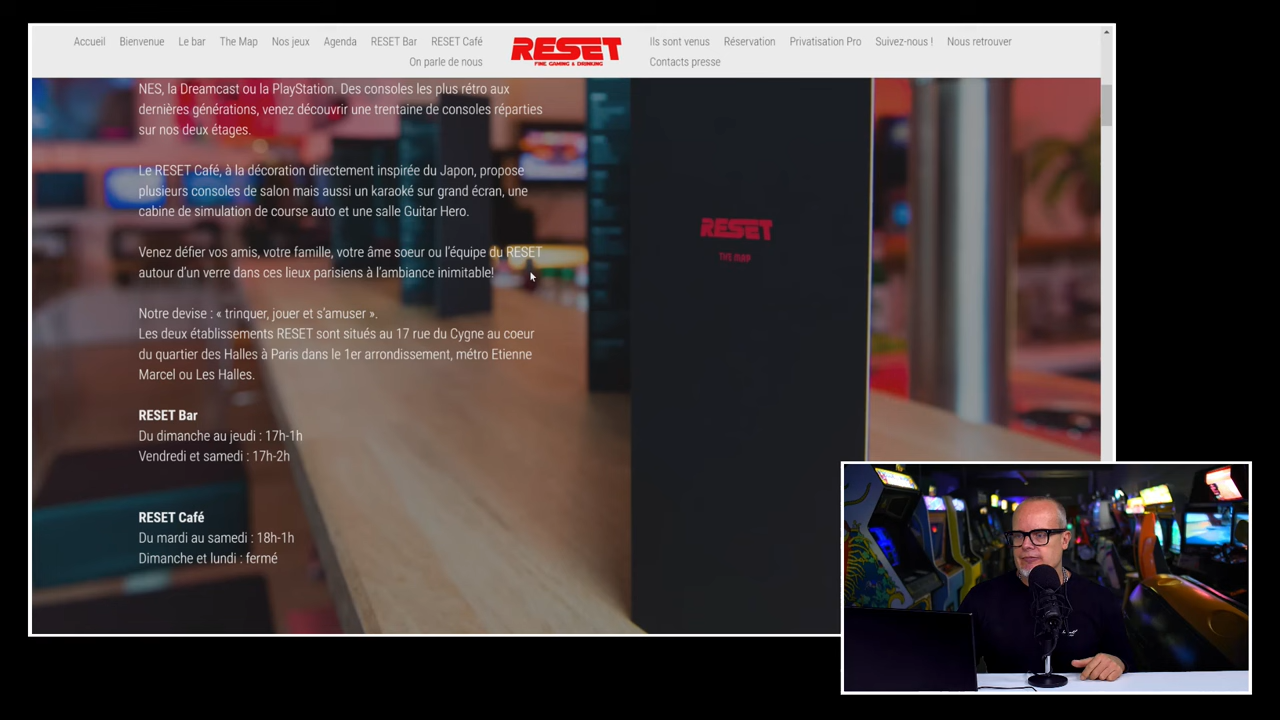 Accueil Bienvenue Le bar The Map Nos jeux Agenda RESET Bar RESET Café
On parle de nous
RESET
FINE GAMING & DRINKING
Ils sont venus Réservation Privatisation Pro Suivez-nous ! Nous retrouver
Contacts presse
NES, la Dreamcast ou la PlayStation. Des consoles les plus rétro aux
dernières générations, venez découvrir une trentaine de consoles réparties
sur nos deux étages.
Le RESET Café, à la décoration directement inspirée du Japon, propose
plusieurs consoles de salon mais aussi un karaoké sur grand écran, une
cabine de simulation de course auto et une salle Guitar Hero.
Venez défier vos amis, votre famille, votre âme soeur ou l'équipe du RESET
autour d'un verre dans ces lieux parisiens à l'ambiance inimitable!
Notre devise : « trinquer, jouer et s'amuser ».
Les deux établissements RESET sont situés au 17 rue du Cygne au coeur
du quartier des Halles à Paris dans le 1er arrondissement, métro Etienne
Marcel ou Les Halles.
RESET Bar
Du dimanche au jeudi : 17h-1h
Vendredi et samedi : 17h-2h
RESET Café
Du mardi au samedi : 18h-1h
Dimanche et lundi : fermé
RESET
THE MAP